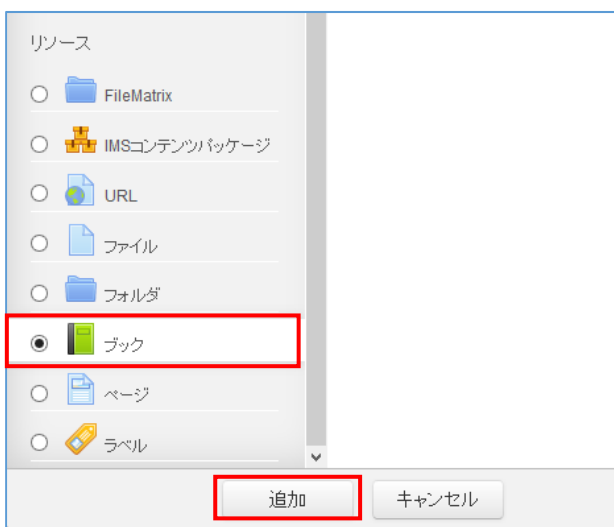 リソース
FileMatrix
IMSコンテンツパッケージ
URL
ファイル
フォルダ
ブック
ページ
ラベル
追加 キャンセル